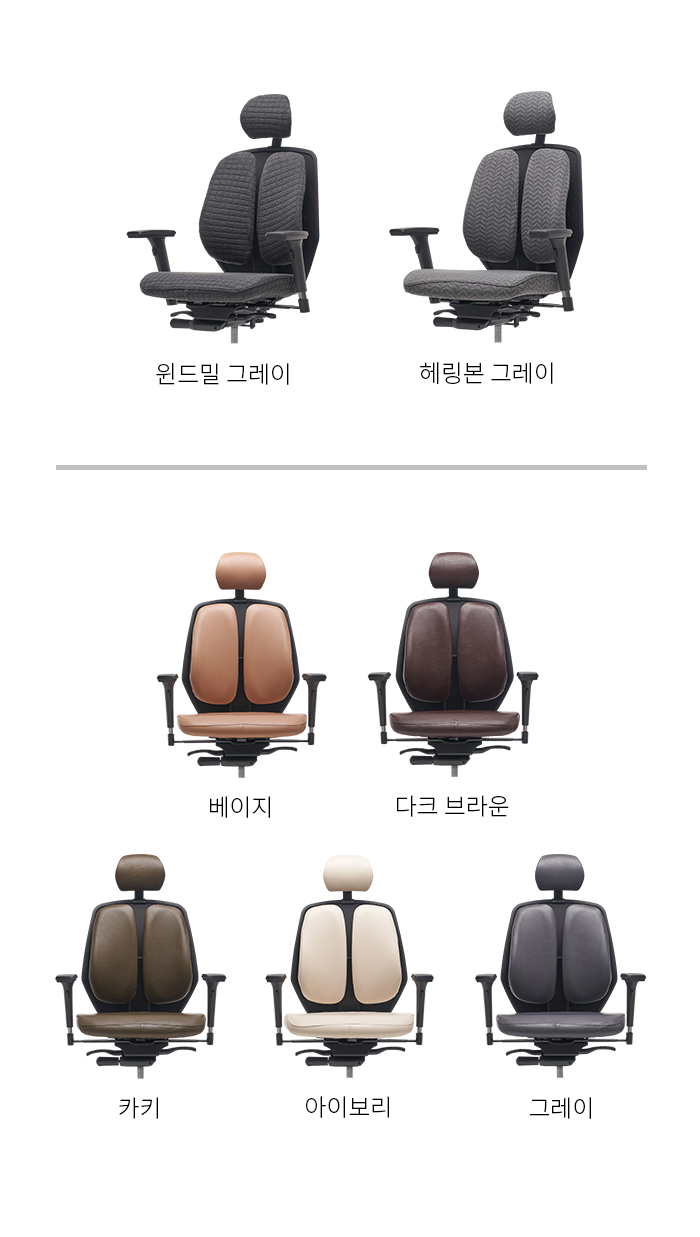 윈드밀 그레이
헤링본 그레이
베이지
다크 브라운
카키
아이보리
그레이